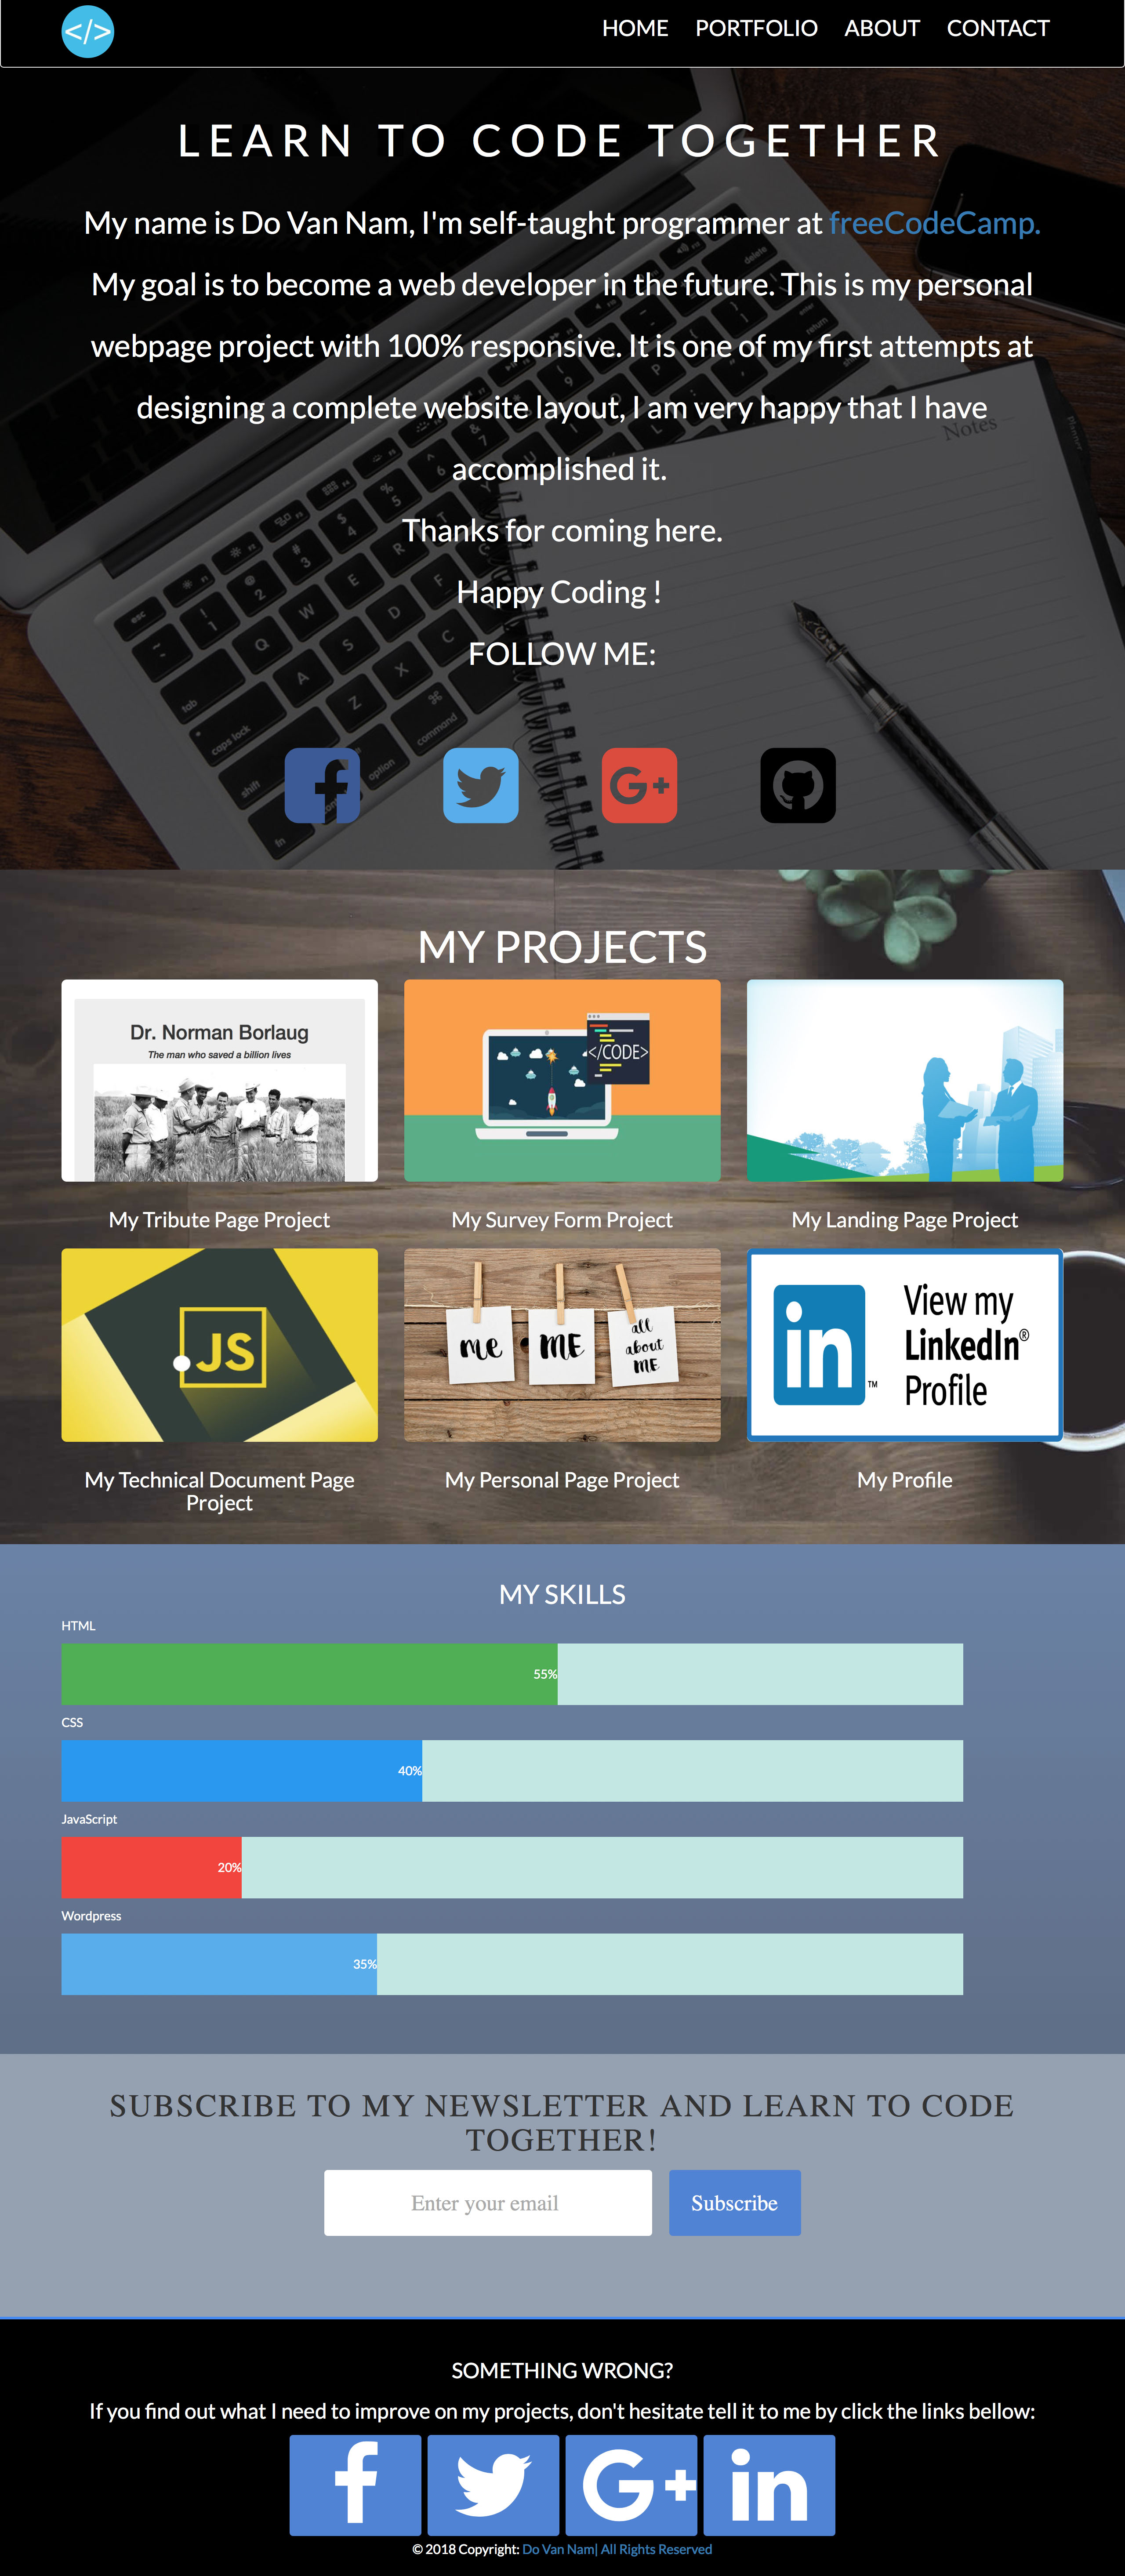 </>
HOME PORTFOLIO ABOUT CONTACT
LEARN TO CODE TOGETHER
My name is Do Van Nam, I'm self-taught programmer at freeCodeCamp.
My goal is to become a web developer in the future. This is my personal
webpage project with 100% responsive. It is one of my first attempts at
designing a complete website layout, I am very happy that I have
accomplished it.
Thanks for coming here.
Happy Coding !
FOLLOW ME:
Notes
MY PROJECTS
Dr. Norman Borlaug
The man who saved a billion lives
</CODE>
My Tribute Page Project
My Survey Form Project
My Landing Page Project
JS
me
ME
all
about
ME
in
TM
View my
LinkedIn®
Profile
My Technical Document Page
Project
My Personal Page Project
My Profile
MY SKILLS
HTML
55%
CSS
40%
JavaScript
20%
Wordpress
35%
SUBSCRIBE TO MY NEWSLETTER AND LEARN TO CODE
TOGETHER!
Enter your email
Subscribe
SOMETHING WRONG?
If you find out what I need to improve on my projects, don't hesitate tell it to me by click the links bellow:
f
G+
in
© 2018 Copyright: Do Van Nam| All Rights Reserved